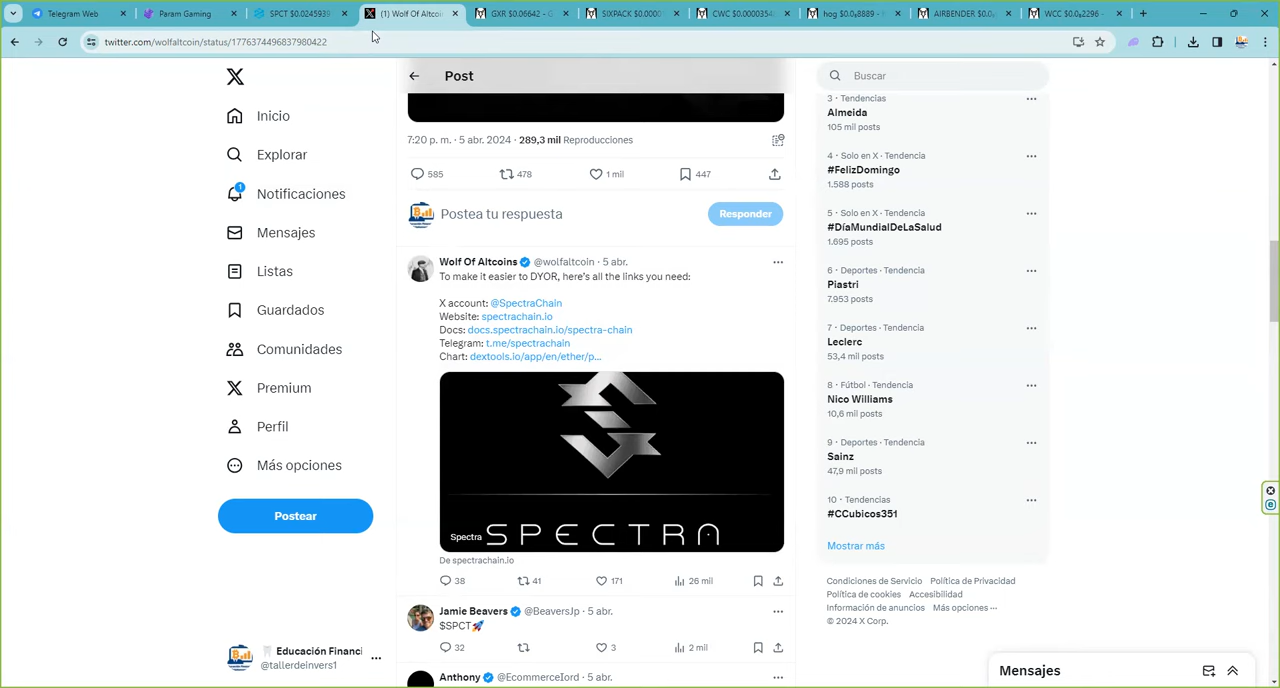 Telegram Web
Param Gaming
SPCT $0.0245939
(1) Wolf Of Altcoi
GXR $0.06642 - G
SIXPACK $0.0000
CWC $0.0000354
hog $0.0₈8889 -
AIRBENDER $0.0
WCC $0.0₈2296 -
twitter.com/wolfaltcoin/status/1776374496837980422
Inicio
Explorar
1
Notificaciones
Mensajes
Listas
Guardados
Comunidades
Premium
Perfil
Más opciones
Postear
Educación Financi
@tallerdeinvers1
Post
7:20 p. m. · 5 abr. 2024 · 289,3 mil Reproducciones
585
478
1 mil
447
Postea tu respuesta
Responder
Wolf Of Altcoins @wolfaltcoin · 5 abr.
To make it easier to DYOR, here's all the links you need:
X account: @SpectraChain
Website: spectrachain.io
Docs: docs.spectrachain.io/spectra-chain
Telegram: t.me/spectrachain
Chart: dextools.io/app/en/ether/p...
Spectra
SPECTRA
De spectrachain.io
38
41
171
26 mil
Jamie Beavers @BeaversJp · 5 abr.
$SPCT🚀
32
3
2 mil
Anthony @Ecommercelord · 5 abr.
Buscar
3 · Tendencias
Almeida
105 mil posts
4 · Solo en X · Tendencia
#FelizDomingo
1.588 posts
5 · Solo en X · Tendencia
#DíaMundialDeLaSalud
1.695 posts
6 · Deportes · Tendencia
Piastri
7.953 posts
7 · Deportes · Tendencia
Leclerc
53,4 mil posts
8 · Fútbol · Tendencia
Nico Williams
10,6 mil posts
9 · Deportes · Tendencia
Sainz
47,9 mil posts
10 · Tendencias
#CCubicos351
Mostrar más
Condiciones de Servicio Política de Privacidad
Política de cookies Accesibilidad
Información de anuncios Más opciones ···
© 2024 X Corp.
Mensajes